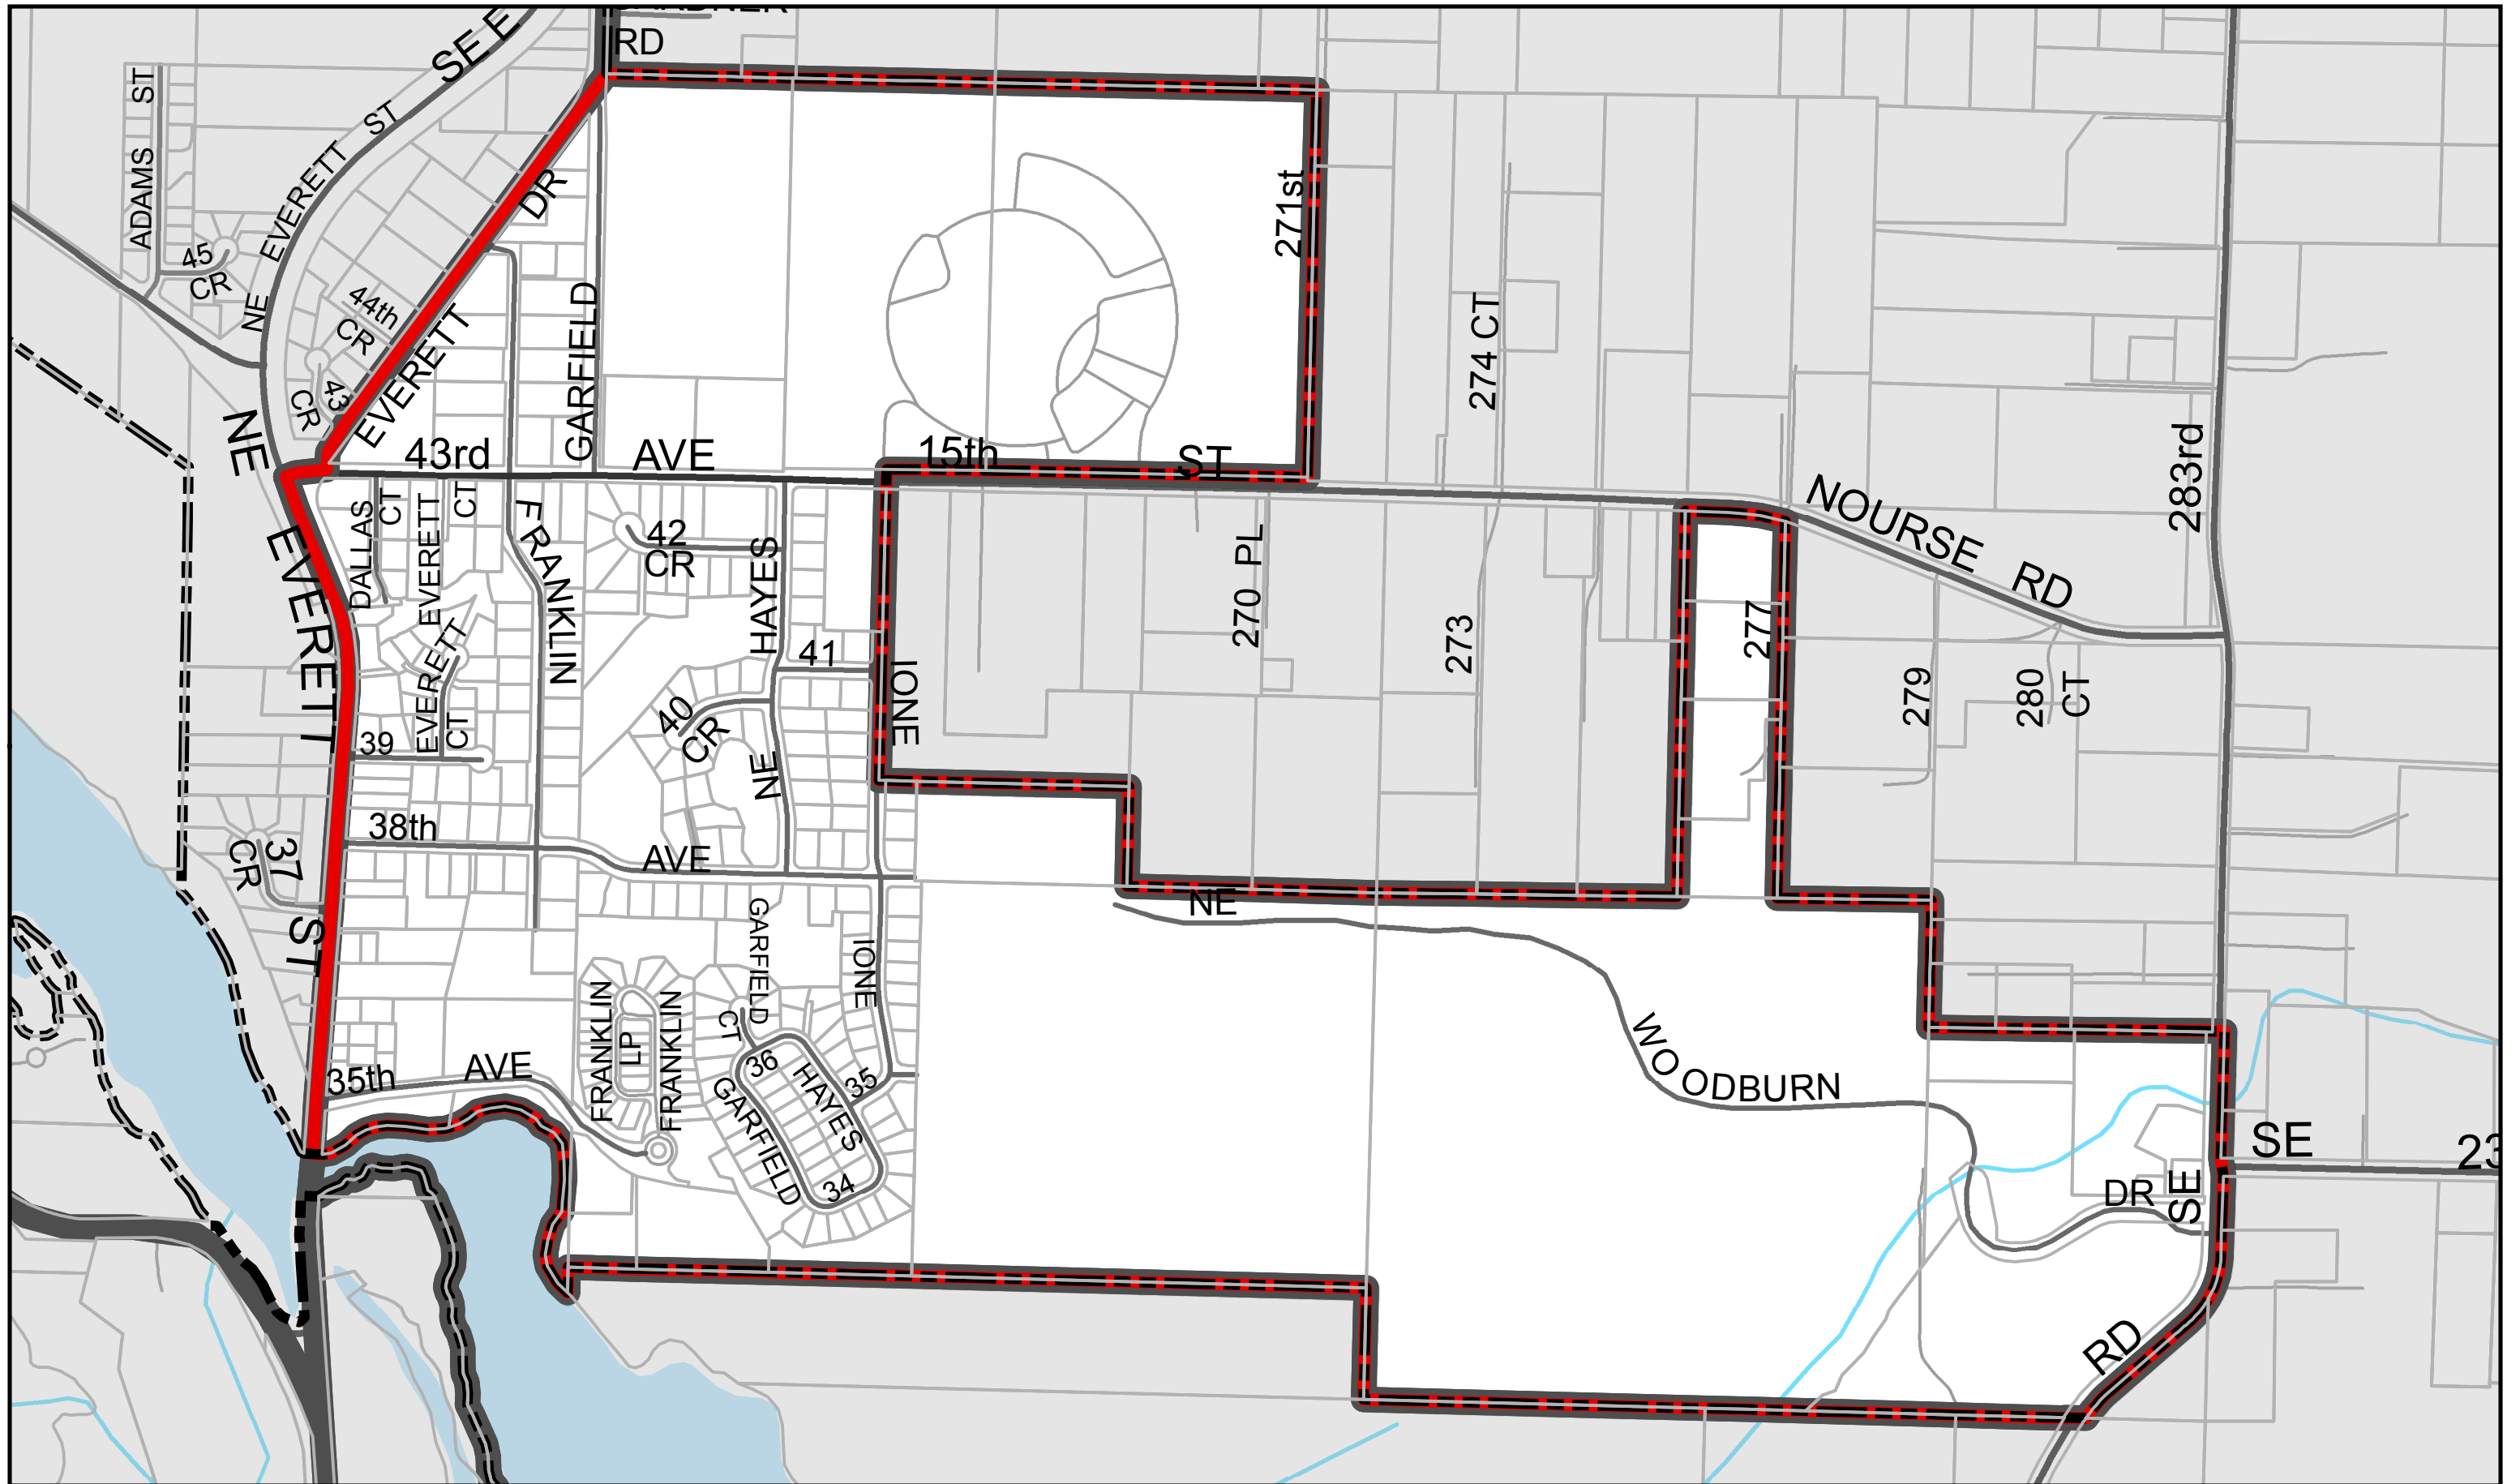 RD
SE E
ADAMS ST
EVERETT ST
NE
DR
45
CR
44th
CR
43
CR
EVERETT
GARFIELD
271st
274 CT
283rd
NE
43rd AVE
15th ST
NOURSE RD
DALLAS CT
EVERETT CT
FRANKLIN
42
CR
HAYES
270 PL
273
277
279
280
CT
EVERETT
EVERETT
CT
41
IONE
40
CR
NE
39
38th AVE
37
CR
ST
GARFIELD
CT
IONE
NE WOODBURN DR
35th AVE
FRANKLIN
LP
FRANKLIN
36
HAYES
35
GARFIELD
34
SE
SE
23
RD